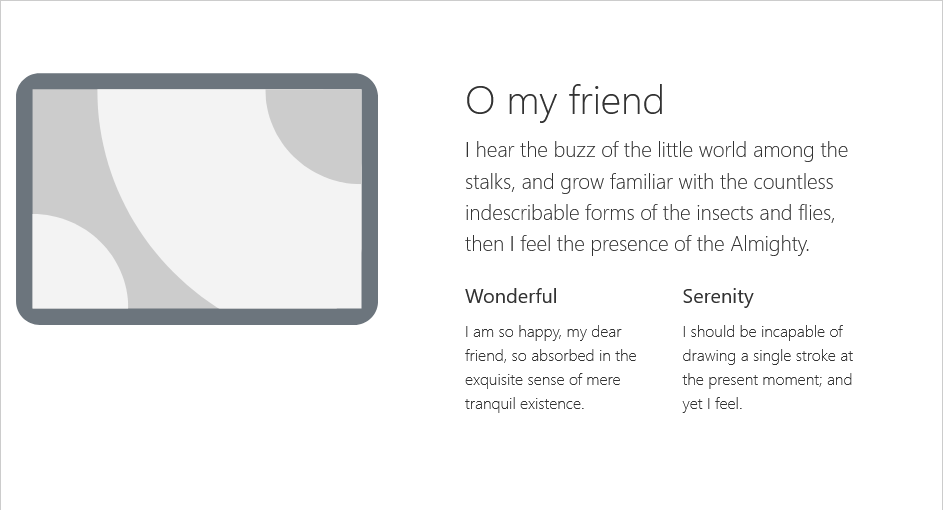 O my friend
I hear the buzz of the little world among the
stalks, and grow familiar with the countless
indescribable forms of the insects and flies,
then I feel the presence of the Almighty.
Wonderful
I am so happy, my dear
friend, so absorbed in the
exquisite sense of mere
tranquil existence.
Serenity
I should be incapable of
drawing a single stroke at
the present moment; and
yet I feel.